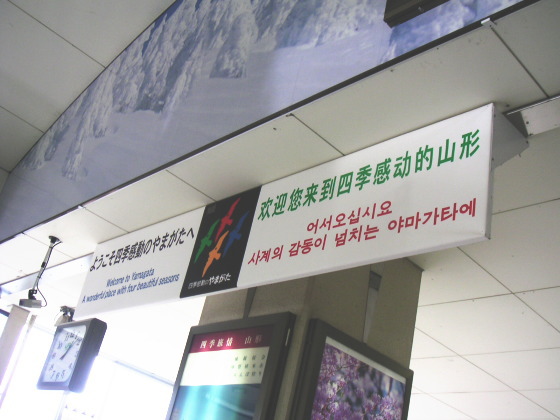 ようこそ四季感動のやまがたへ
Welcome to Yamagata
A wonderful place with four beautiful seasons
四季感動のやまがた
欢迎您来到四季感动的山形
어서오십시요
사계의 감동이 넘치는 야마가타에
四季旅情 山形